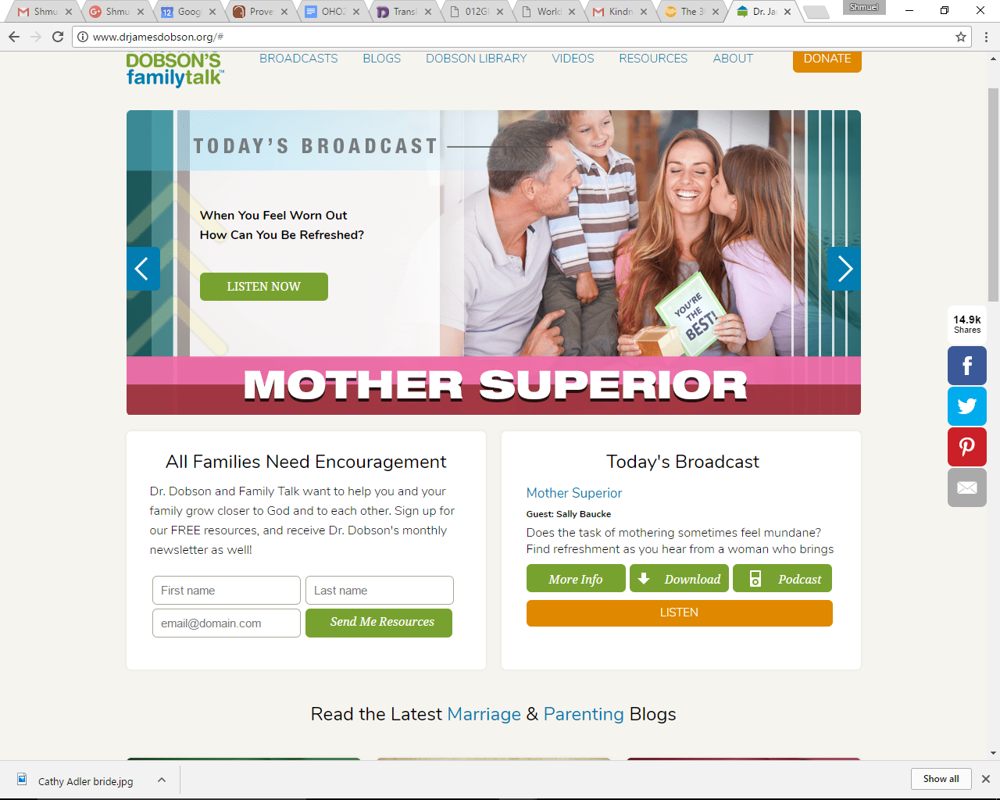 Shmu
Shmu
12
Goog
Prove
OHO2
Transl
012GI
World
Kindn
The 3
Dr. Ja
Shmuel
www.drjamesdobson.org/#
DOBSON'S
familytalk™
BROADCASTS
BLOGS
DOBSON LIBRARY
VIDEOS
RESOURCES
ABOUT
DONATE
TODAY'S BROADCAST
When You Feel Worn Out
How Can You Be Refreshed?
LISTEN NOW
YOU'RE
THE
BEST!
MOTHER SUPERIOR
14.9k
Shares
All Families Need Encouragement
Dr. Dobson and Family Talk want to help you and your
family grow closer to God and to each other. Sign up for
our FREE resources, and receive Dr. Dobson's monthly
newsletter as well!
First name
Last name
email@domain.com
Send Me Resources
Today's Broadcast
Mother Superior
Guest: Sally Baucke
Does the task of mothering sometimes feel mundane?
Find refreshment as you hear from a woman who brings
More Info
Download
Podcast
LISTEN
Read the Latest Marriage & Parenting Blogs
Cathy Adler bride.jpg
Show all